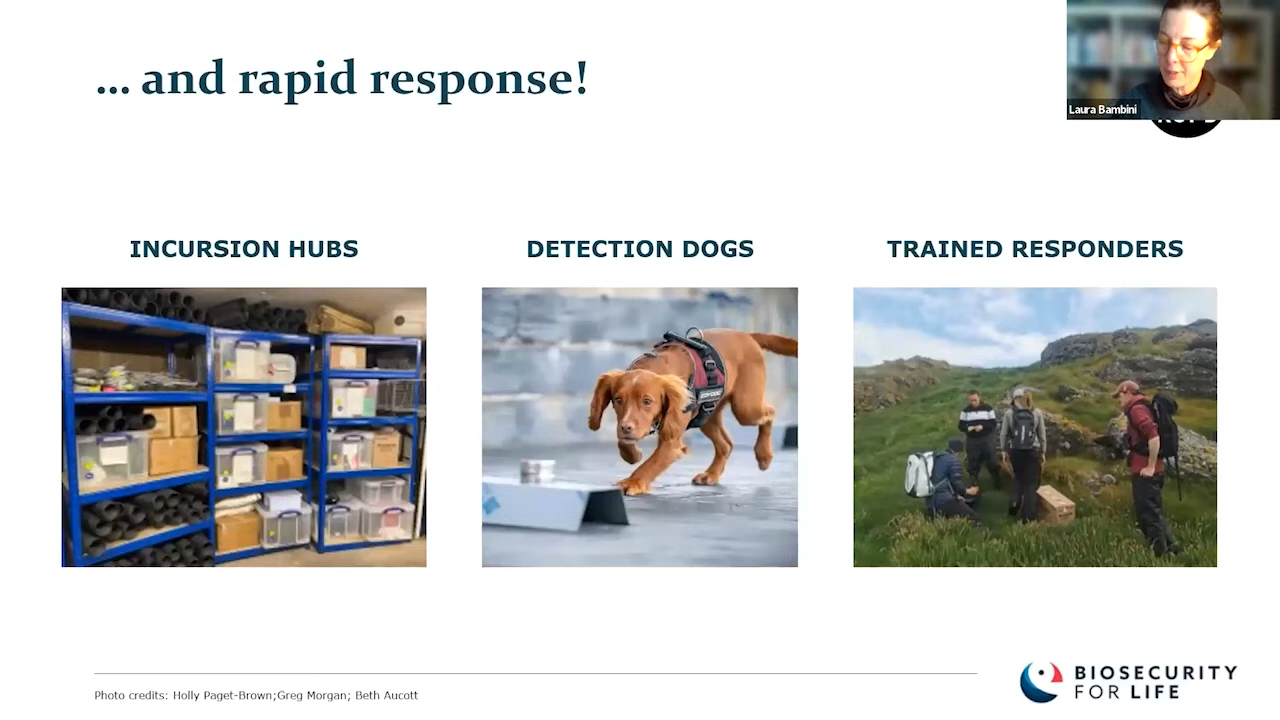 ... and rapid response!
Laura Bambini
INCURSION HUBS
DETECTION DOGS
TRAINED RESPONDERS
Photo credits: Holly Paget-Brown;Greg Morgan; Beth Aucott
BIOSECURITY
FOR LIFE